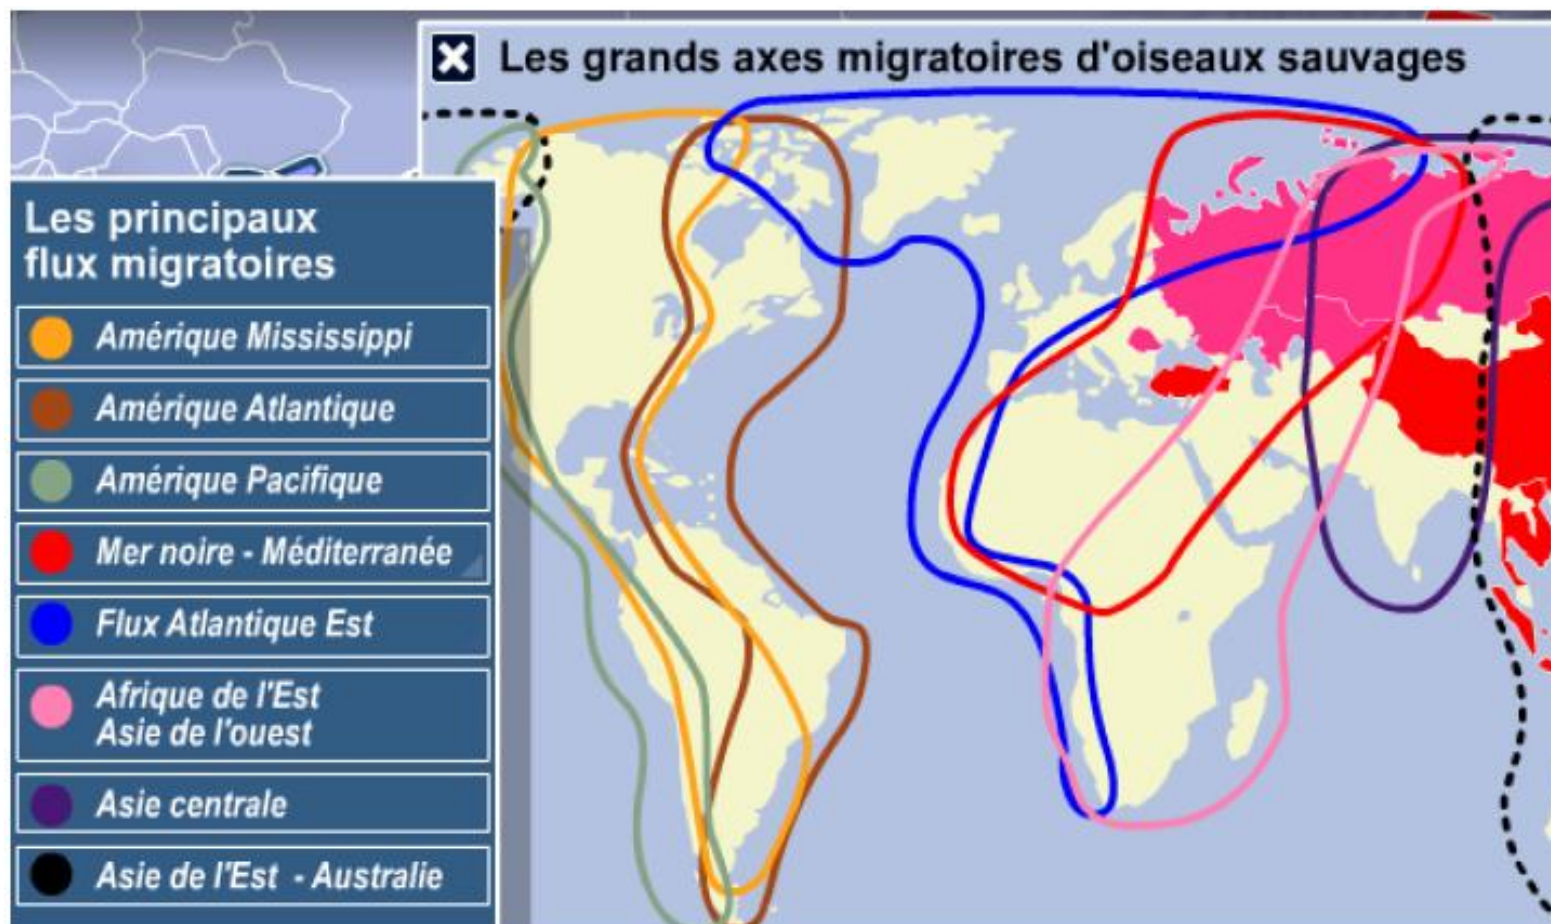 Les grands axes migratoires d'oiseaux sauvages
Les principaux
flux migratoires
Amérique Mississippi
Amérique Atlantique
Amérique Pacifique
Mer noire - Méditerranée
Flux Atlantique Est
Afrique de l'Est
Asie de l'ouest
Asie centrale
Asie de l'Est - Australie